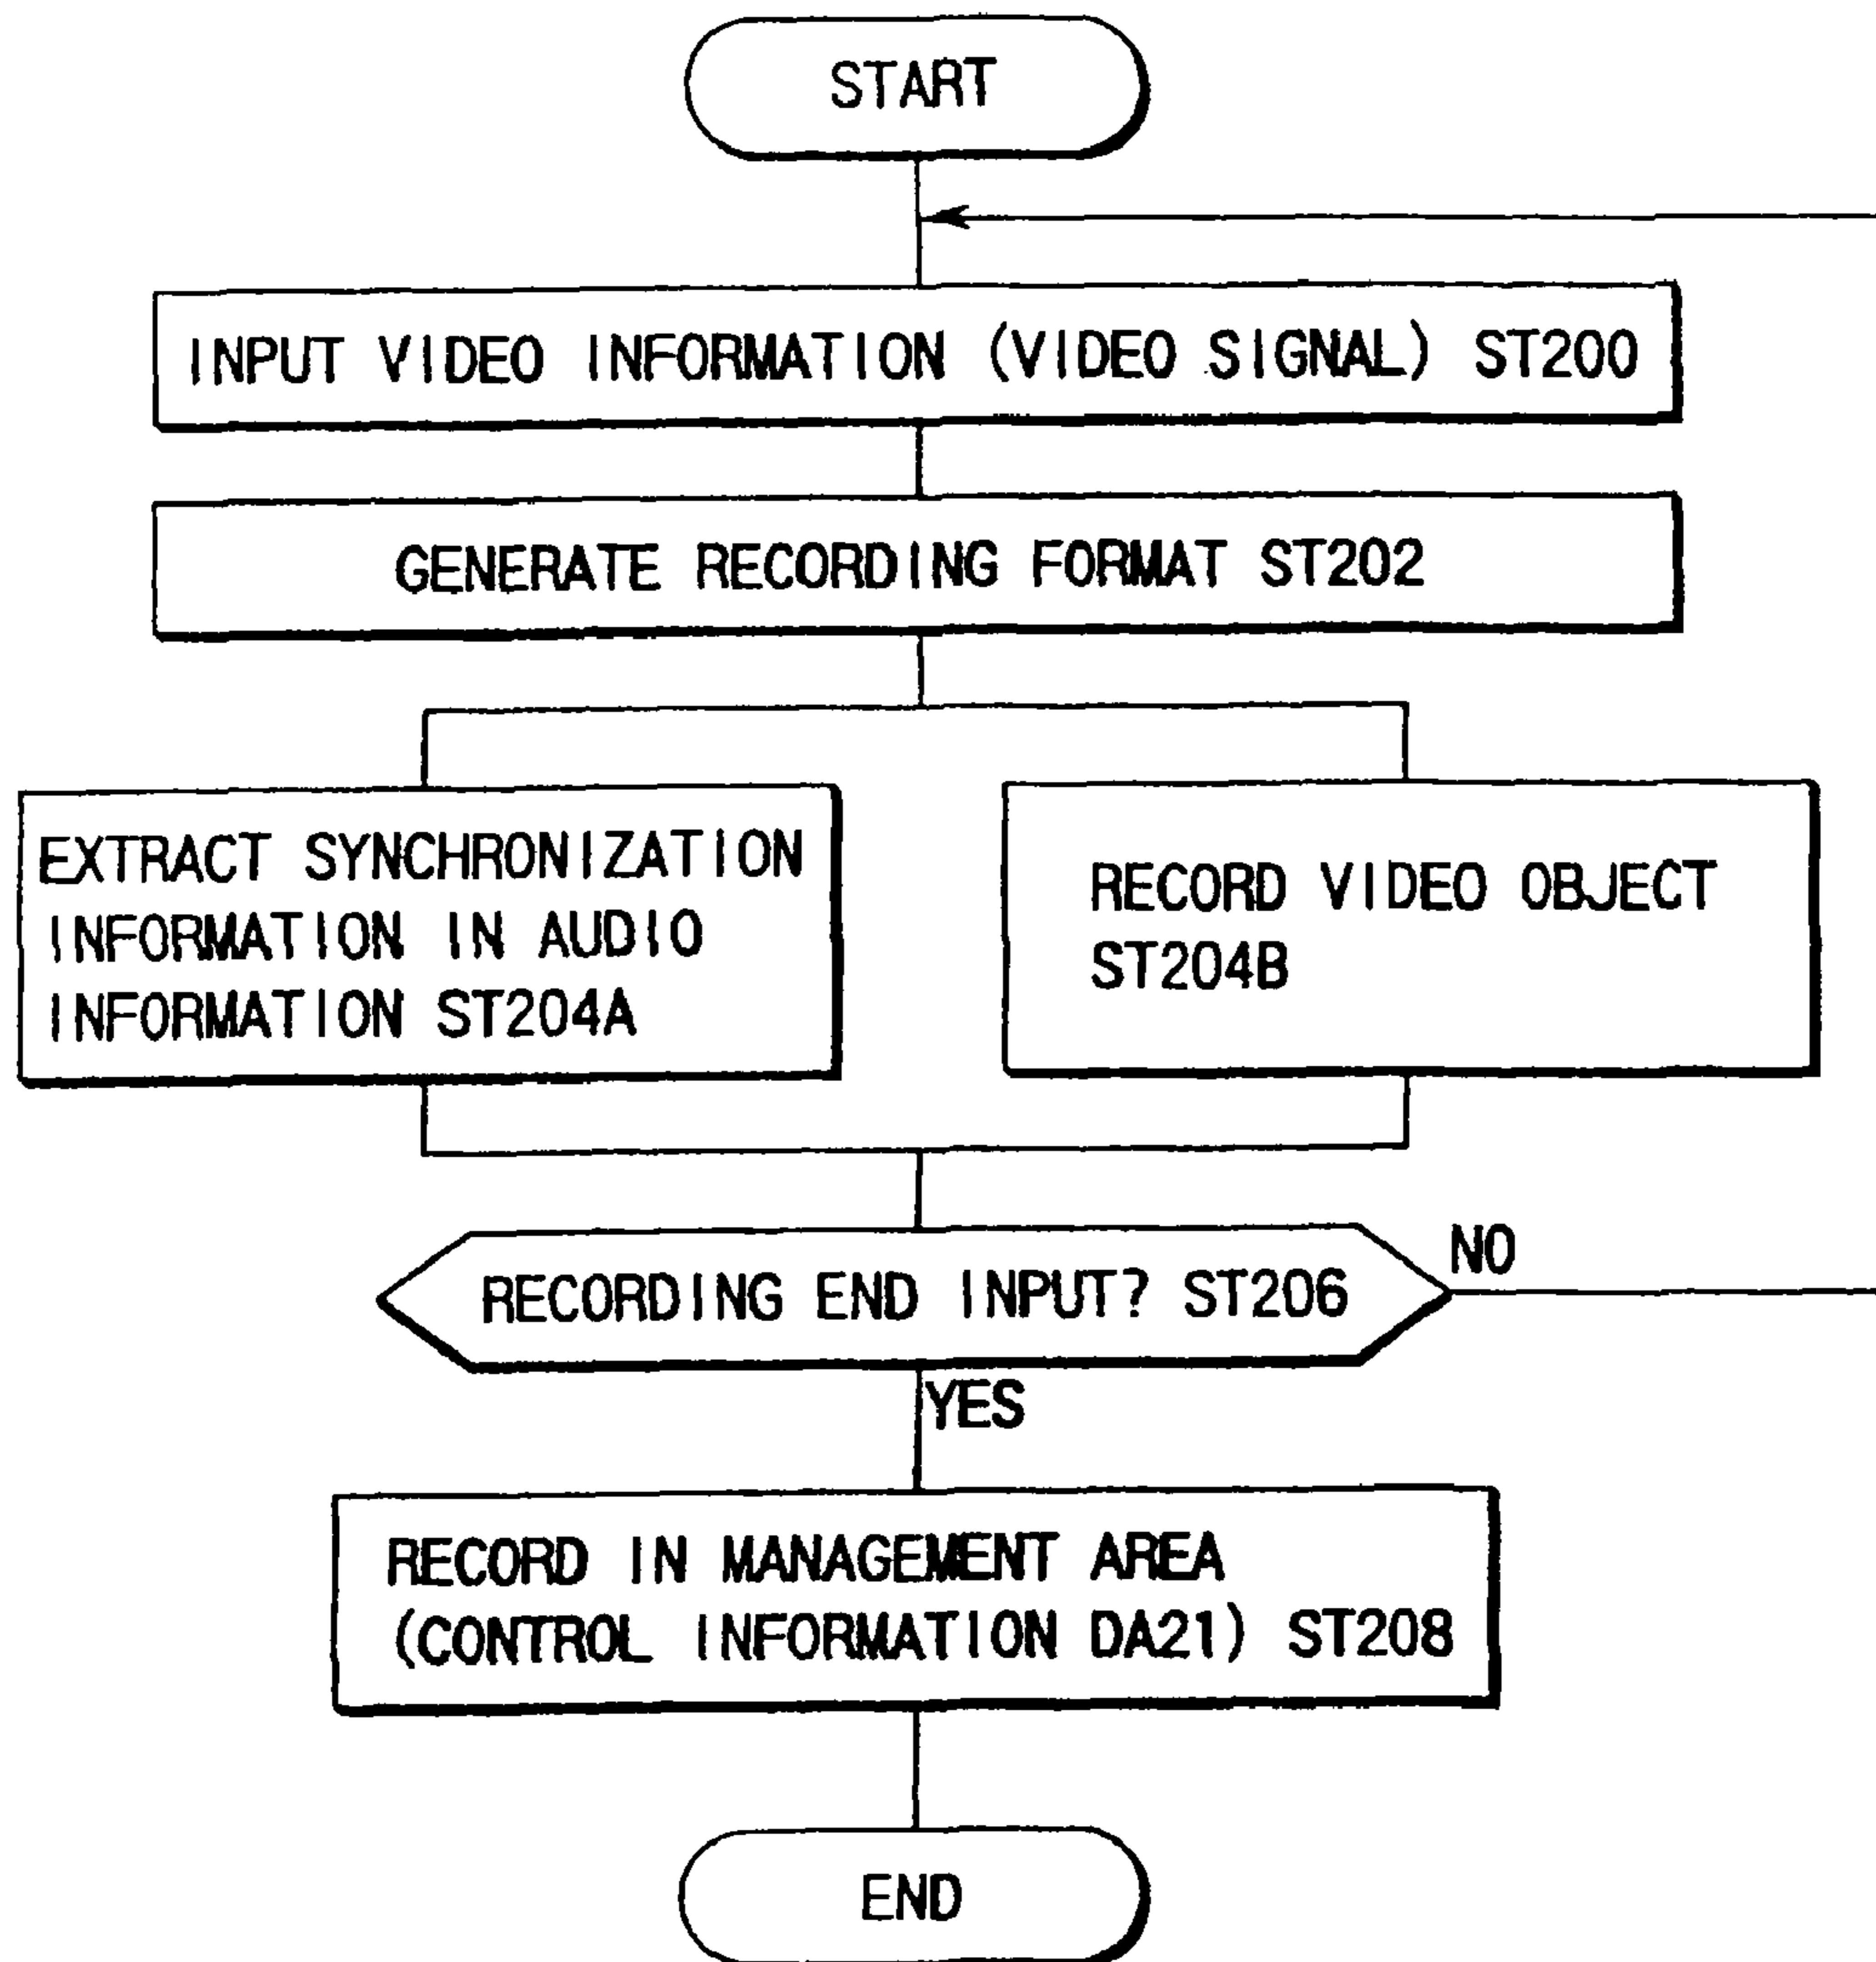 START
INPUT VIDEO INFORMATION (VIDEO SIGNAL) ST200
GENERATE RECORDING FORMAT ST202
EXTRACT SYNCHRONIZATION
INFORMATION IN AUDIO
INFORMATION ST204A
RECORD VIDEO OBJECT
ST204B
RECORDING END INPUT? ST206
NO
YES
RECORD IN MANAGEMENT AREA
(CONTROL INFORMATION DA21) ST208
END